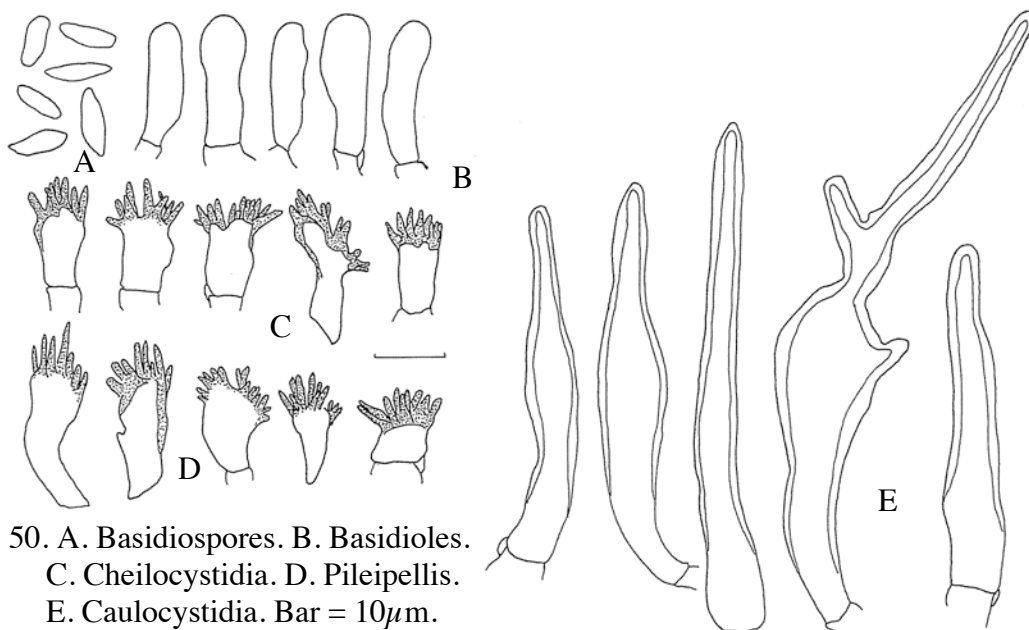 A
B
C
D
E
50. A. Basidiospores. B. Basidioles.
C. Cheilocystidia. D. Pileipellis.
E. Caulocystidia. Bar = 10µm.